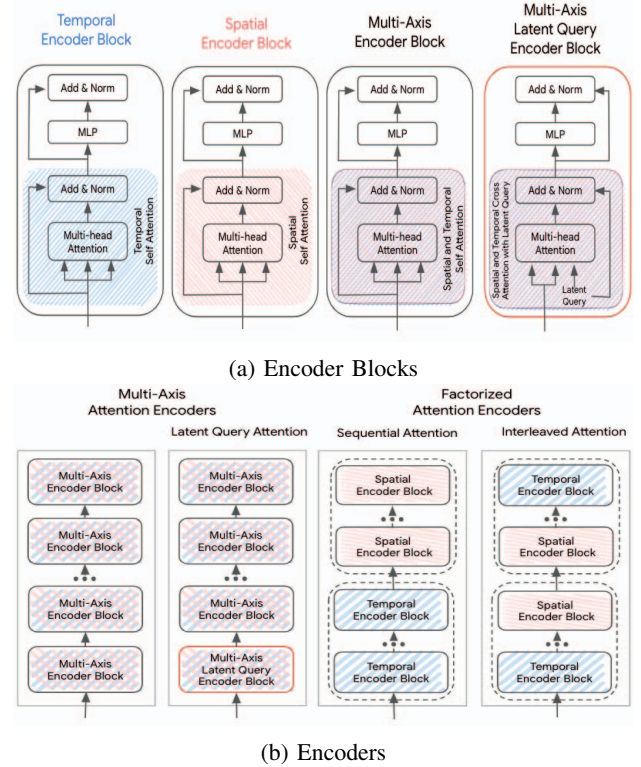 Temporal
Encoder Block
Spatial
Encoder Block
Multi-Axis
Encoder Block
Multi-Axis
Latent Query
Encoder Block
Add & Norm
MLP
Add & Norm
Multi-head
Attention
Temporal
Self Attention
Add & Norm
MLP
Add & Norm
Multi-head
Attention
Spatial
Self Attention
Add & Norm
MLP
Add & Norm
Multi-head
Attention
Spatial and Temporal
Self Attention
Add & Norm
MLP
Add & Norm
Multi-head
Attention
Latent
Query
Spatial and Temporal Cross
Attention with Latent Query
(a) Encoder Blocks
Multi-Axis
Attention Encoders
Factorized
Attention Encoders
Latent Query Attention
Sequential Attention
Interleaved Attention
Multi-Axis
Encoder Block
Multi-Axis
Encoder Block
Multi-Axis
Encoder Block
Multi-Axis
Encoder Block
Multi-Axis
Encoder Block
Multi-Axis
Encoder Block
Multi-Axis
Encoder Block
Multi-Axis
Latent Query
Encoder Block
Spatial
Encoder Block
Spatial
Encoder Block
Temporal
Encoder Block
Temporal
Encoder Block
Temporal
Encoder Block
Spatial
Encoder Block
Spatial
Encoder Block
Temporal
Encoder Block
(b) Encoders